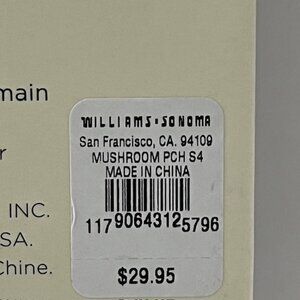 main
WILLIAMS-SONOMA
San Francisco, CA. 94109
r
MUSHROOM PCH S4
MADE IN CHINA
INC.
117 9064312 5796
SA.
Chine.
$29.95